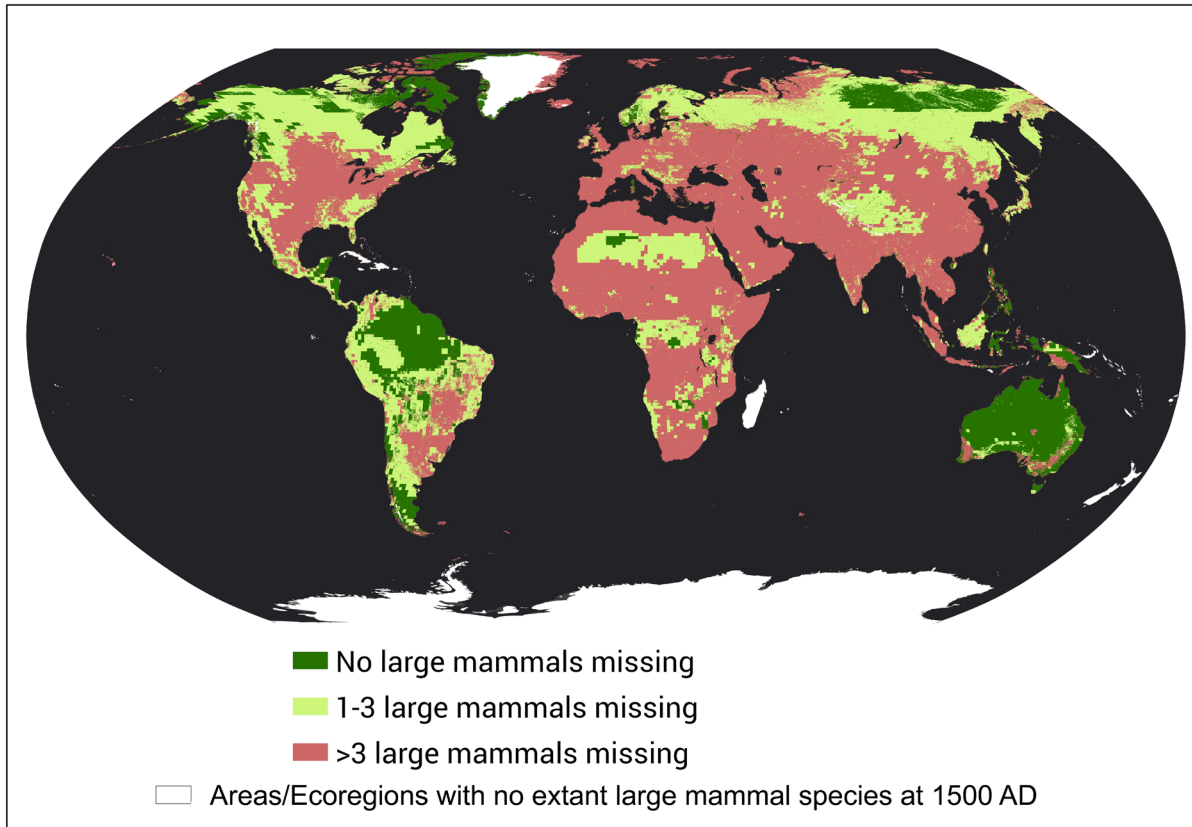 No large mammals missing
1-3 large mammals missing
>3 large mammals missing
Areas/Ecoregions with no extant large mammal species at 1500 AD